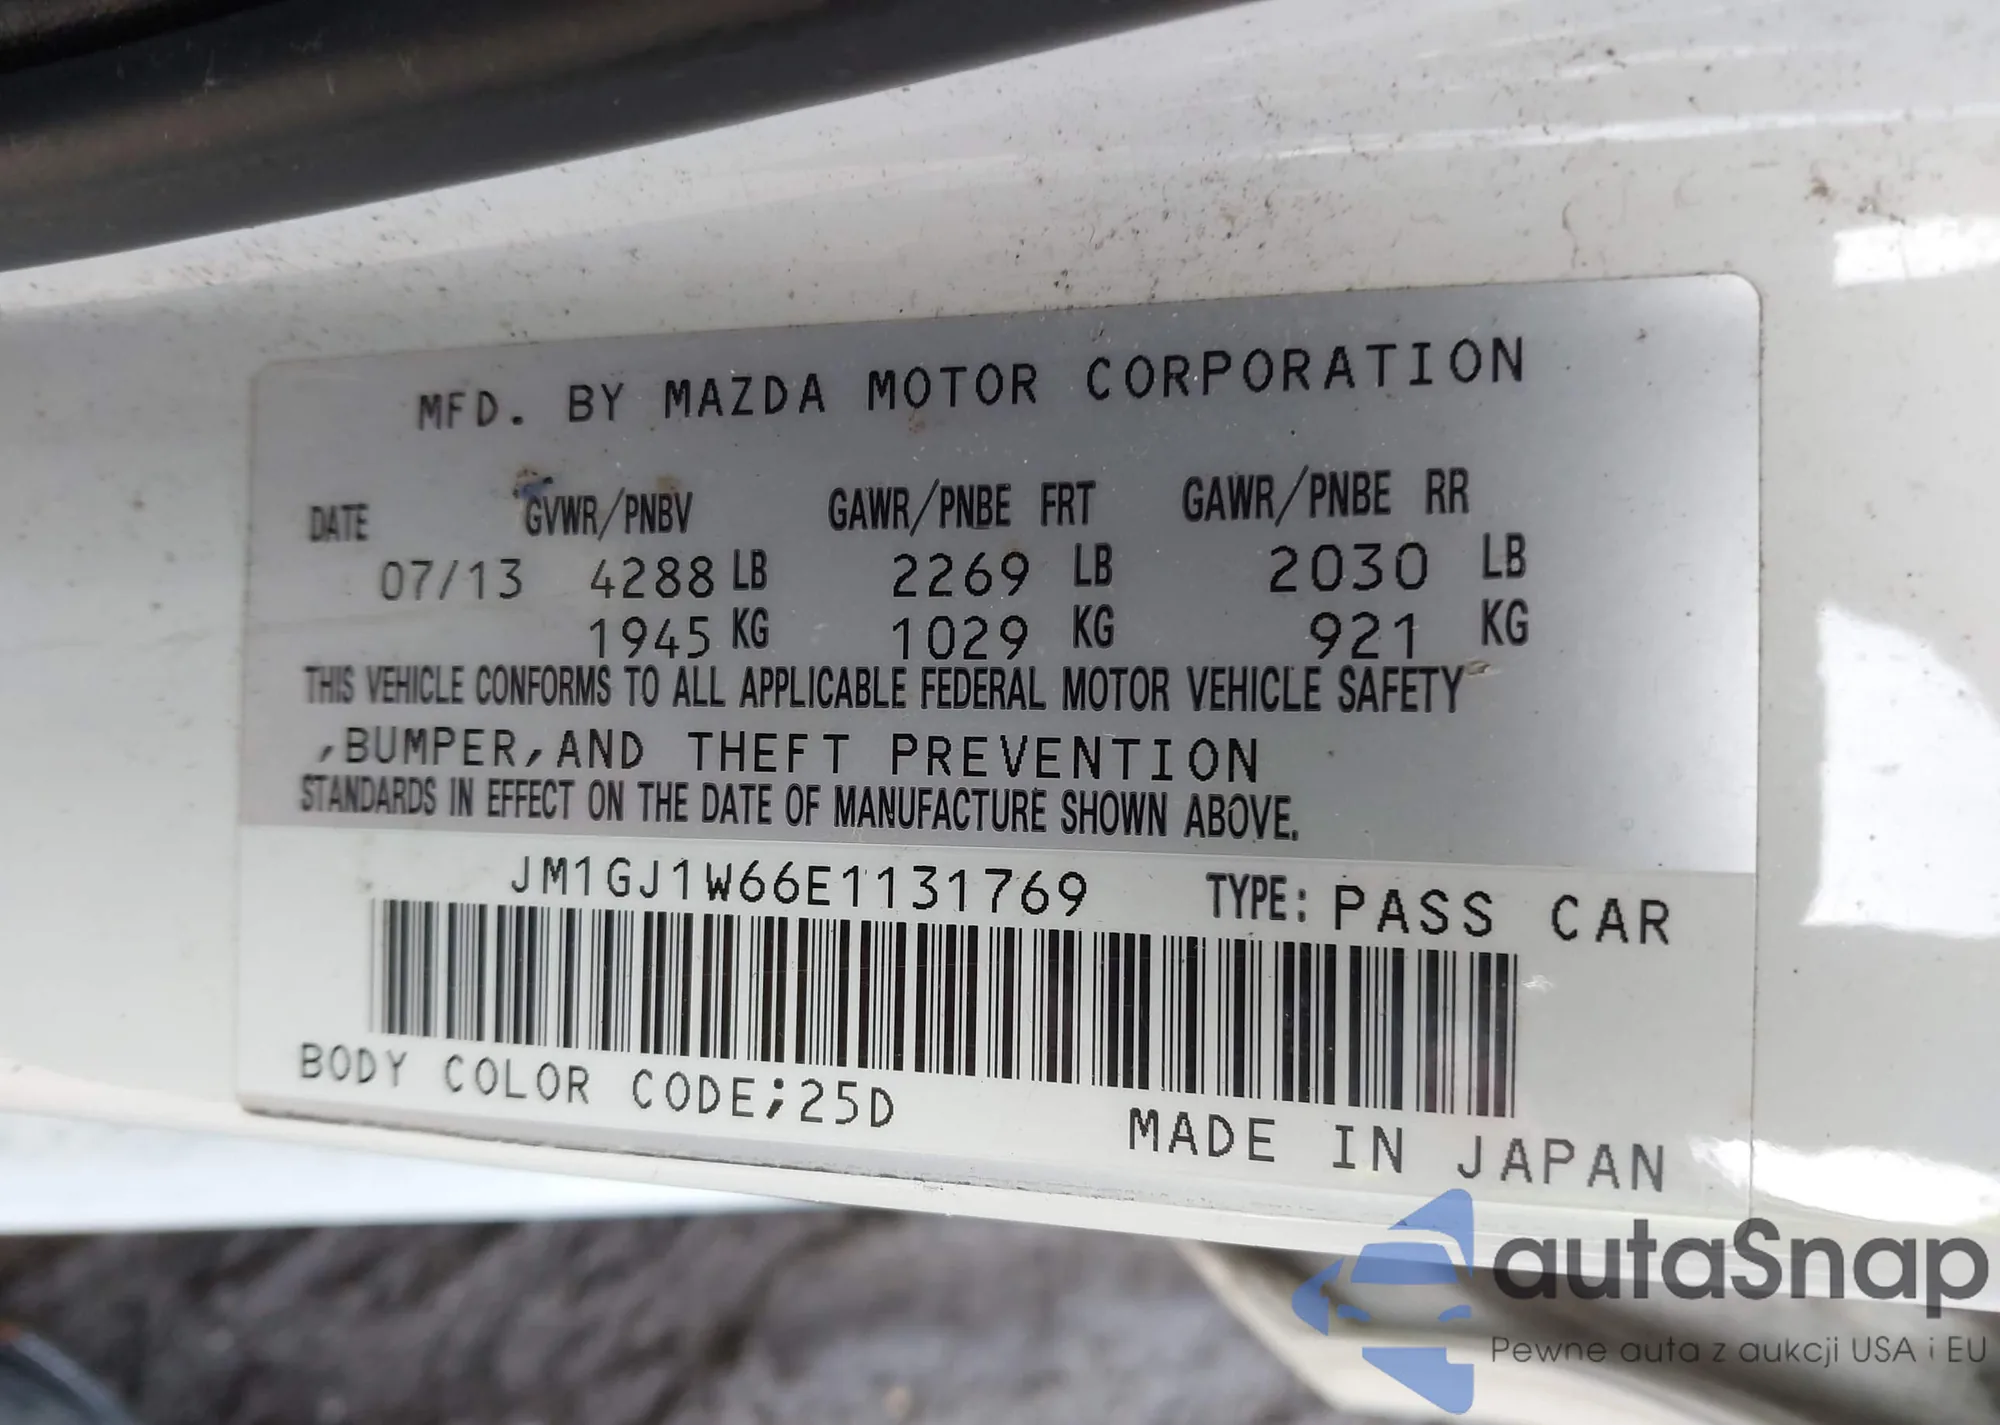 MFD. BY MAZDA MOTOR CORPORATION
DATE GVWR/PNBV GAWR/PNBE FRT GAWR/PNBE RR
07/13 4288 LB 2269 LB 2030 LB
1945 KG 1029 KG 921 KG
THIS VEHICLE CONFORMS TO ALL APPLICABLE FEDERAL MOTOR VEHICLE SAFETY
,BUMPER,AND THEFT PREVENTION
STANDARDS IN EFFECT ON THE DATE OF MANUFACTURE SHOWN ABOVE.
JM1GJ1W66E1131769 TYPE: PASS CAR
BODY COLOR CODE;25D
MADE IN JAPAN
autaSnap
Pewne auta z aukcji USA i EU